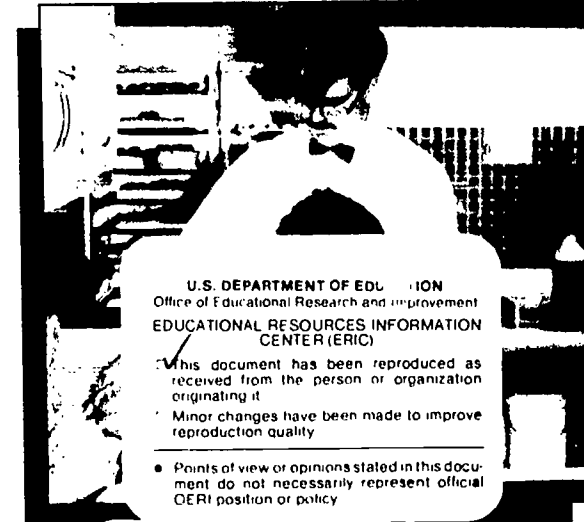 U.S. DEPARTMENT OF EDU ION
Office of Educational Research and Improvement
EDUCATIONAL RESOURCES INFORMATION
CENTER (ERIC)
This document has been reproduced as
received from the person or organization
originating it
Minor changes have been made to improve
reproduction quality
• Points of view or opinions stated in this docu-
ment do not necessarily represent official
OERI position or policy